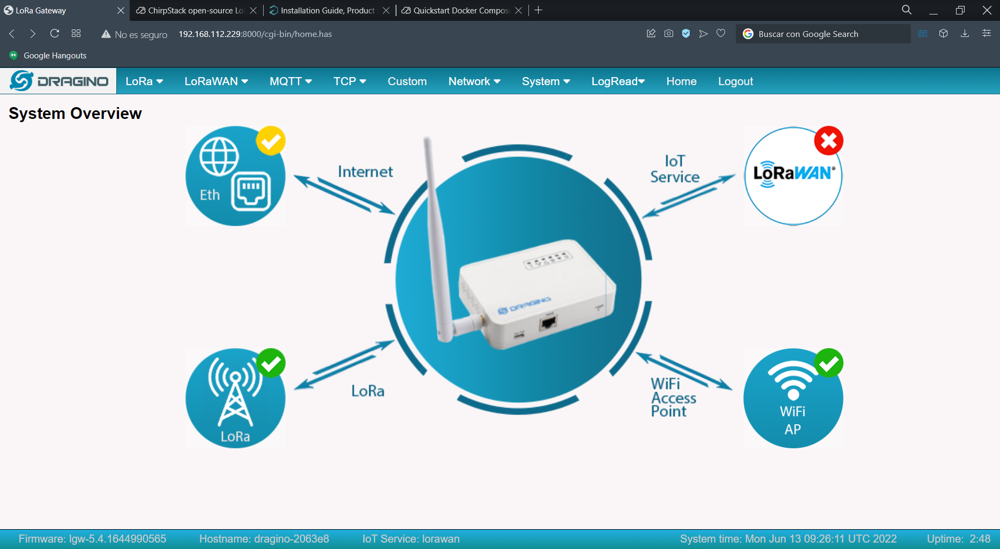 LoRa Gateway
ChirpStack open-source Lo
Installation Guide, Product
Quickstart Docker Compos
No es seguro
192.168.112.229:8000/cgi-bin/home.has
Buscar con Google Search
Google Hangouts
DRAGINO
LoRa
LoRaWAN
MQTT
TCP
Custom
Network
System
LogRead
Home
Logout
System Overview
Eth
Internet
IoT
Service
LoRaWAN®
DRAGINO
LoRa
LoRa
WiFi
Access
Point
WiFi
AP
Firmware: lgw-5.4.1644990565
Hostname: dragino-2063e8
IoT Service: lorawan
System time: Mon Jun 13 09:26:11 UTC 2022
Uptime: 2:48